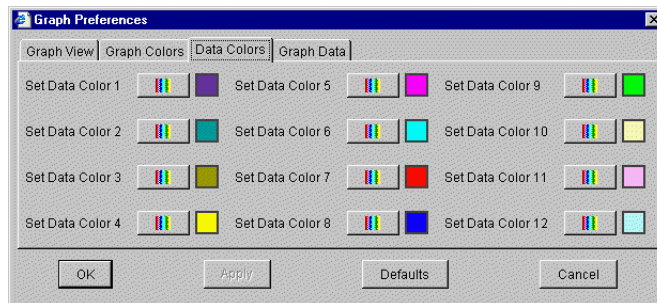 Graph Preferences
Graph View Graph Colors Data Colors Graph Data
Set Data Color 1 Set Data Color 5 Set Data Color 9
Set Data Color 2 Set Data Color 6 Set Data Color 10
Set Data Color 3 Set Data Color 7 Set Data Color 11
Set Data Color 4 Set Data Color 8 Set Data Color 12
OK Apply Defaults Cancel